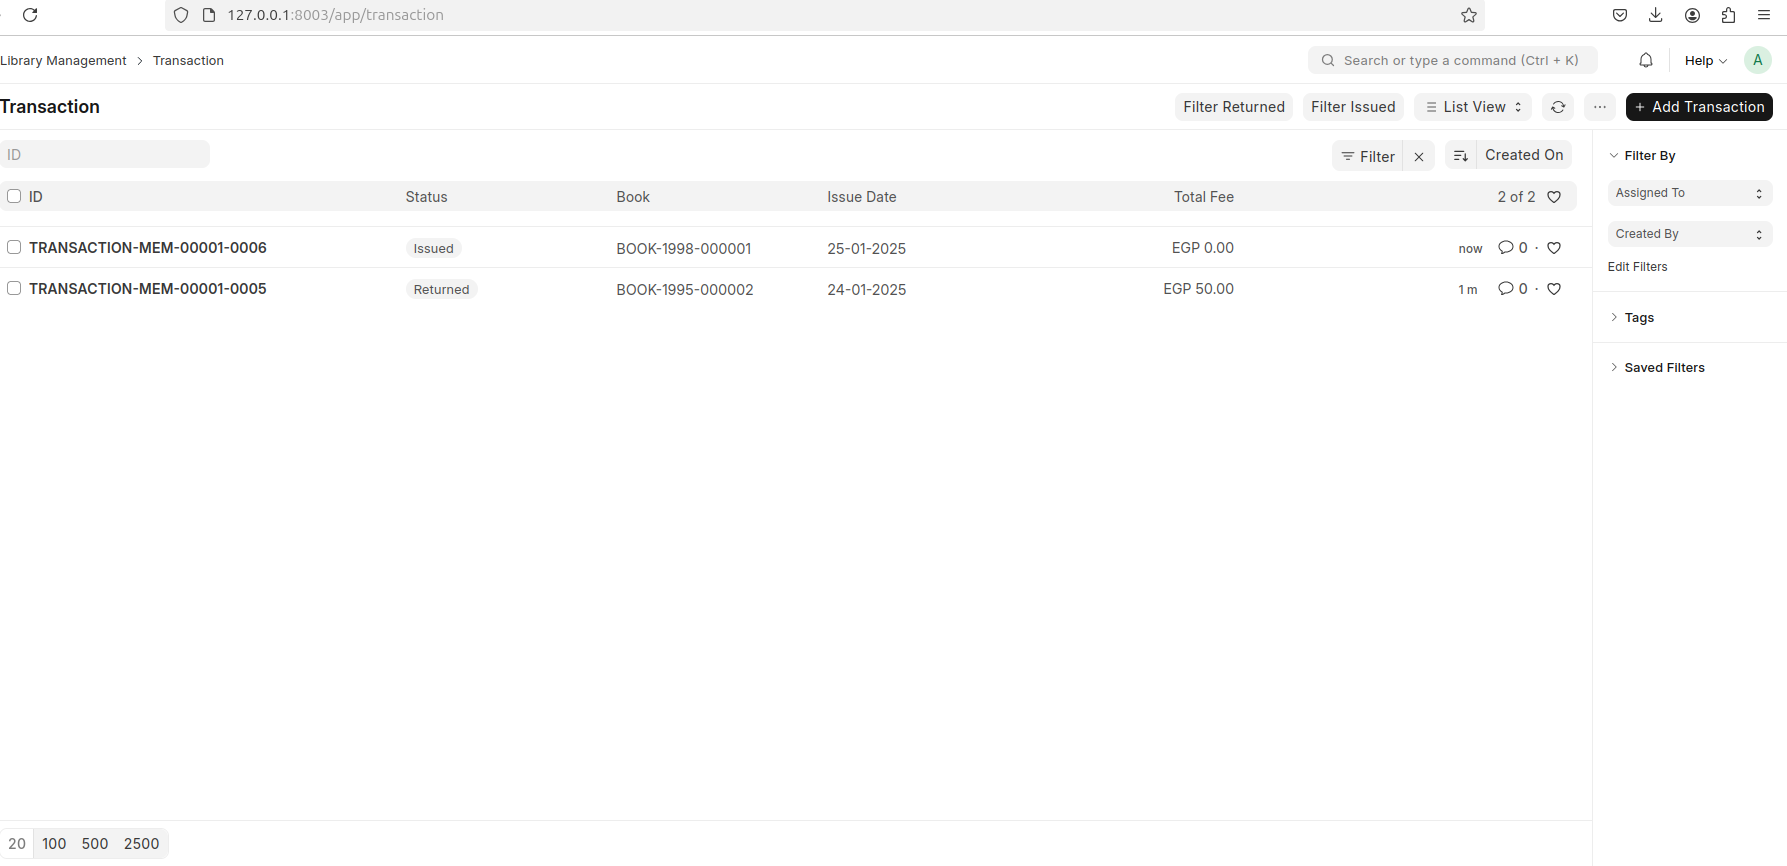 127.0.0.1:8003/app/transaction
Library Management > Transaction
Search or type a command (Ctrl + K)
Help
A
Transaction
Filter Returned
Filter Issued
List View
+ Add Transaction
ID
Filter
Created On
ID Status Book Issue Date Total Fee 2 of 2
TRANSACTION-MEM-00001-0006 Issued BOOK-1998-000001 25-01-2025 EGP 0.00 now 0 ·
TRANSACTION-MEM-00001-0005 Returned BOOK-1995-000002 24-01-2025 EGP 50.00 1 m 0 ·
Filter By
Assigned To
Created By
Edit Filters
Tags
Saved Filters
20 100 500 2500